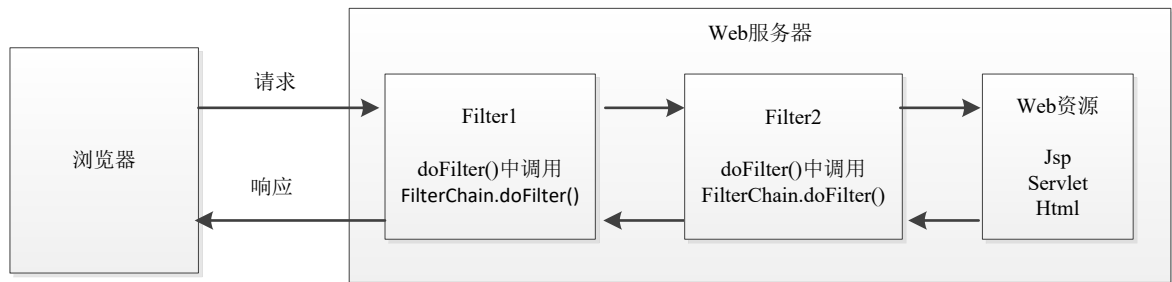 Web服务器
浏览器
请求
响应
Filter1
doFilter()中调用
FilterChain.doFilter()
Filter2
doFilter()中调用
FilterChain.doFilter()
Web资源
Jsp
Servlet
Html